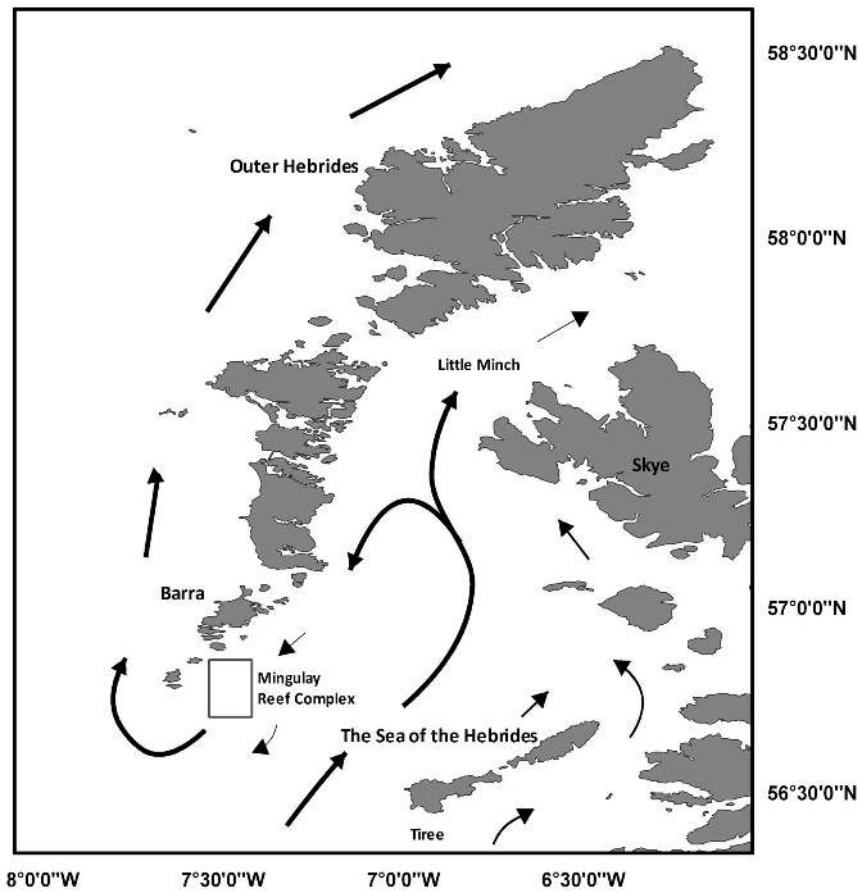 58°30'0"N
Outer Hebrides
58°0'0"N
Little Minch
57°30'0"N
Skye
Barra
57°0'0"N
Mingulay
Reef Complex
The Sea of the Hebrides
56°30'0"N
Tiree
8°0'0"W
7°30'0"W
7°0'0"W
6°30'0"W